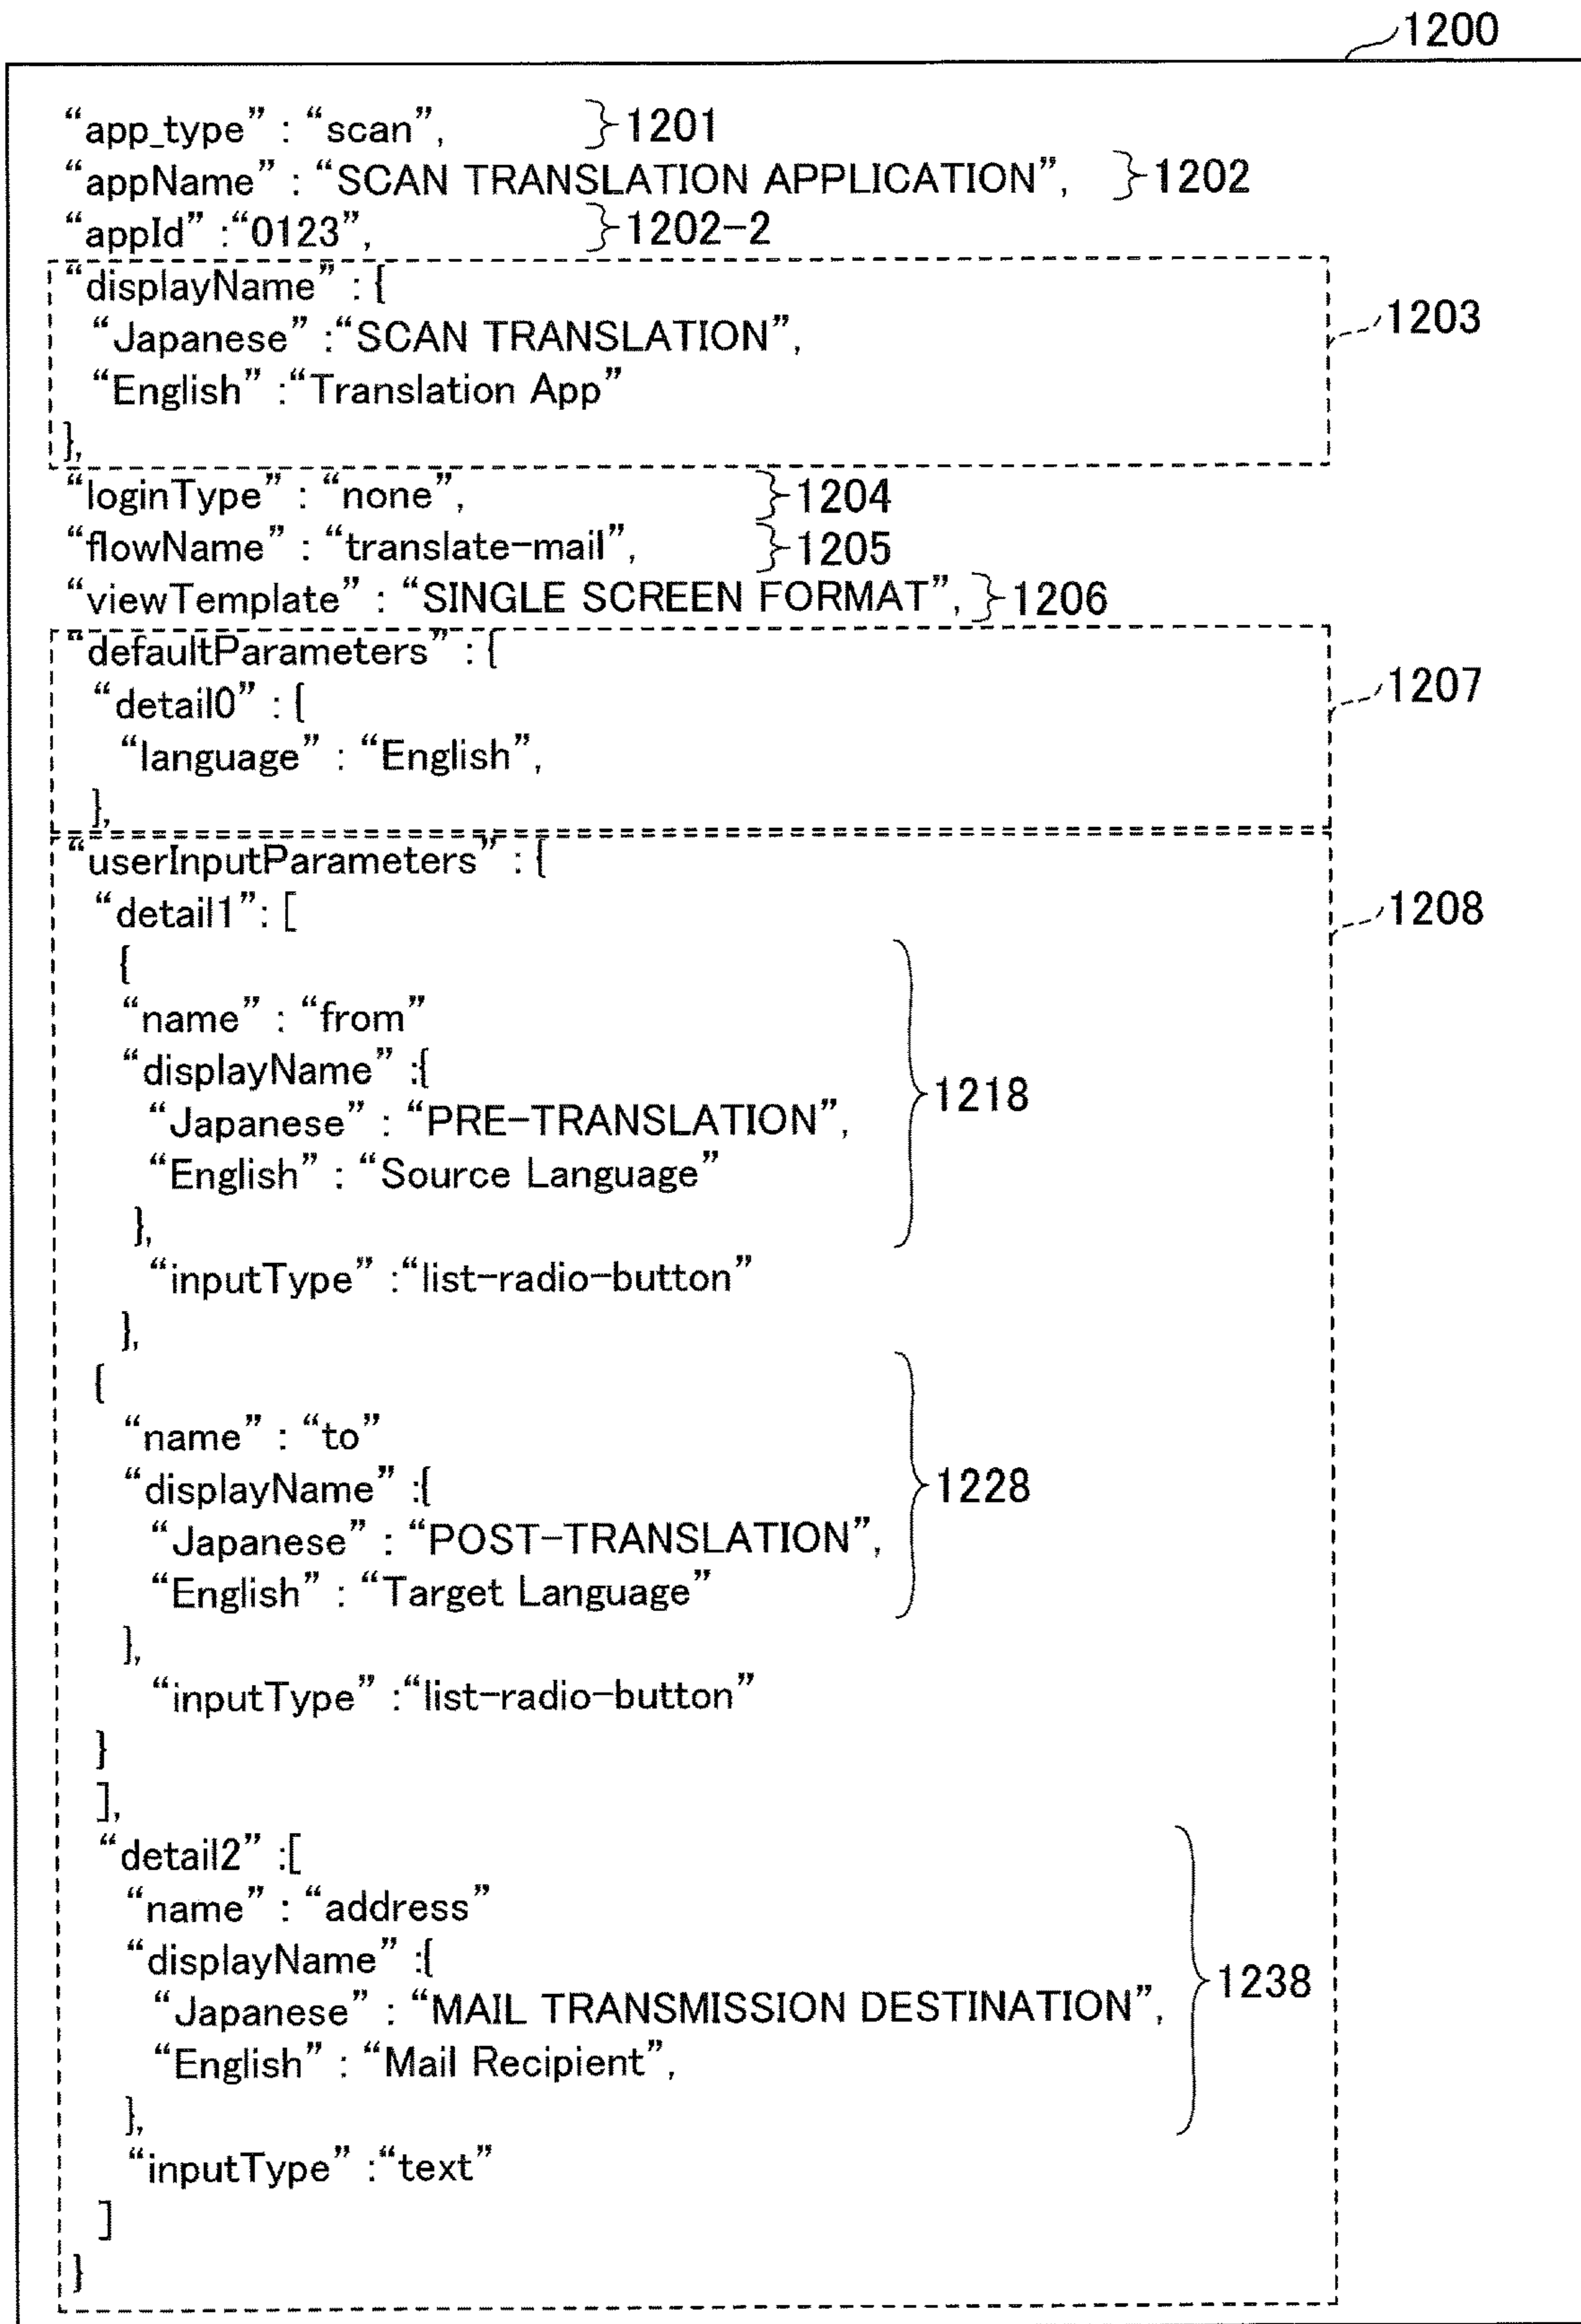 1200
“app_type” : “scan”, }1201
“appName” : “SCAN TRANSLATION APPLICATION”, }1202
“appId” :“0123”, }1202-2
“displayName” : {
“Japanese” :“SCAN TRANSLATION”, 1203
“English” :“Translation App”
},
“loginType” : “none”, }1204
“flowName” : “translate-mail”, }1205
“viewTemplate” : “SINGLE SCREEN FORMAT”, }1206
“defaultParameters” : {
“detail0” : { 1207
“language” : “English”,
},
“userInputParameters” : {
“detail1”: [ 1208
{
“name” : “from”
“displayName” :{
“Japanese” : “PRE-TRANSLATION”, 1218
“English” : “Source Language”
},
“inputType” :“list-radio-button”
},
{
“name” : “to”
“displayName” :{ 1228
“Japanese” : “POST-TRANSLATION”,
“English” : “Target Language”
},
“inputType” :“list-radio-button”
}
],
“detail2” :[
“name” : “address”
“displayName” :{ 1238
“Japanese” : “MAIL TRANSMISSION DESTINATION”,
“English” : “Mail Recipient”,
},
“inputType” :“text”
]
}